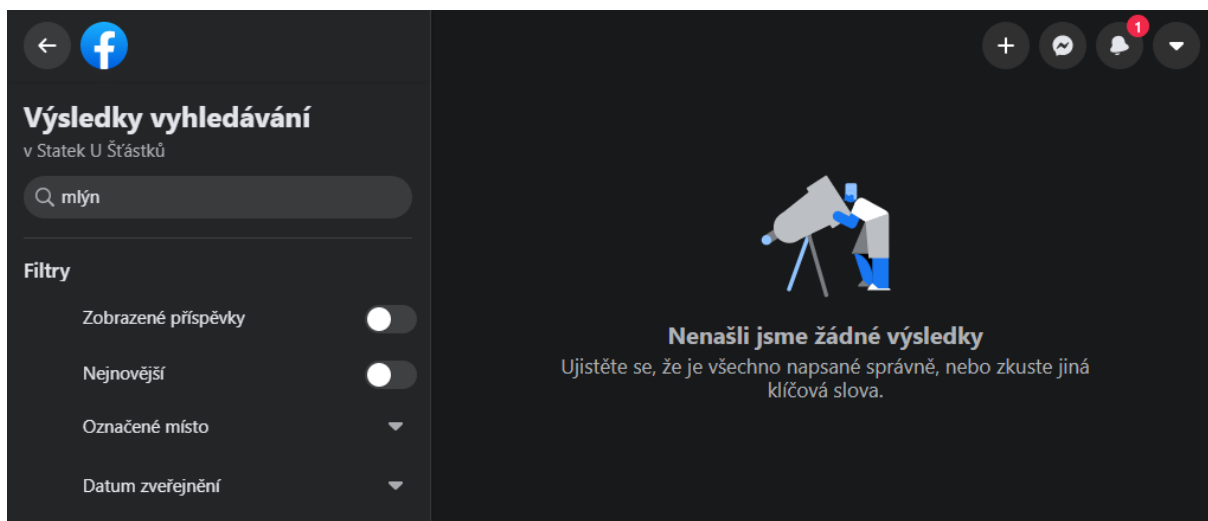 1
Výsledky vyhledávání
v Statek U Šťástků
mlýn
Filtry
Zobrazené příspěvky
Nejnovější
Označené místo
Datum zveřejnění
Nenašli jsme žádné výsledky
Ujistěte se, že je všechno napsané správně, nebo zkuste jiná
klíčová slova.